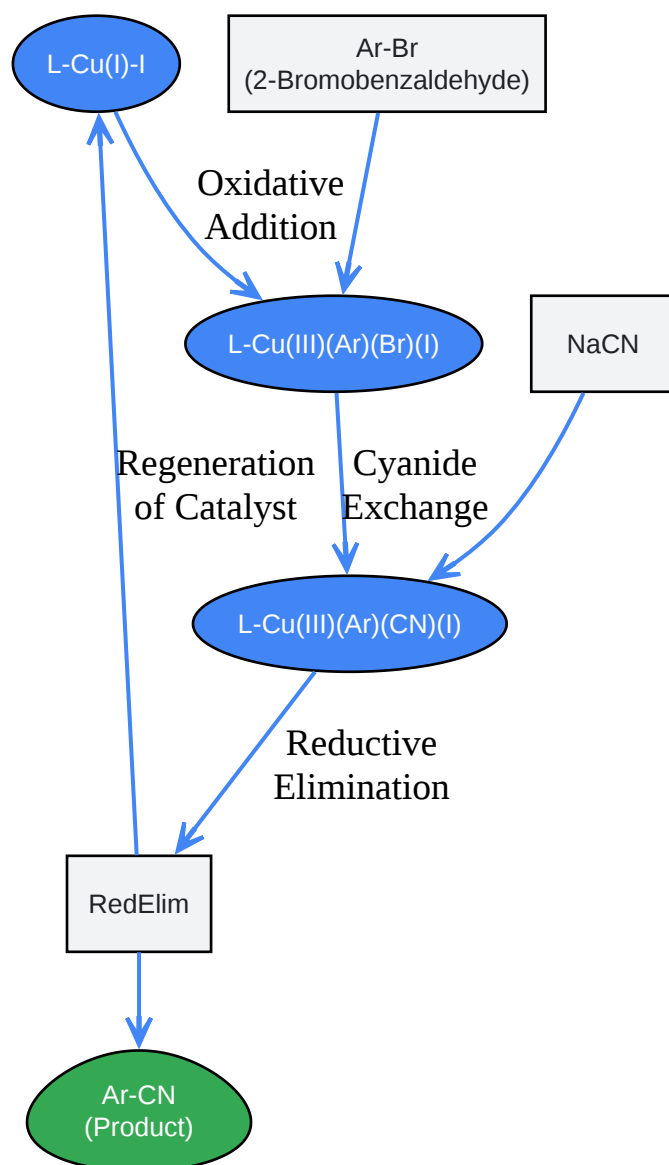 L-Cu(I)-I
Ar-Br
(2-Bromobenzaldehyde)
Oxidative
Addition
L-Cu(III)(Ar)(Br)(I)
NaCN
Regeneration
of Catalyst
Cyanide
Exchange
L-Cu(III)(Ar)(CN)(I)
Reductive
Elimination
RedElim
Ar-CN
(Product)